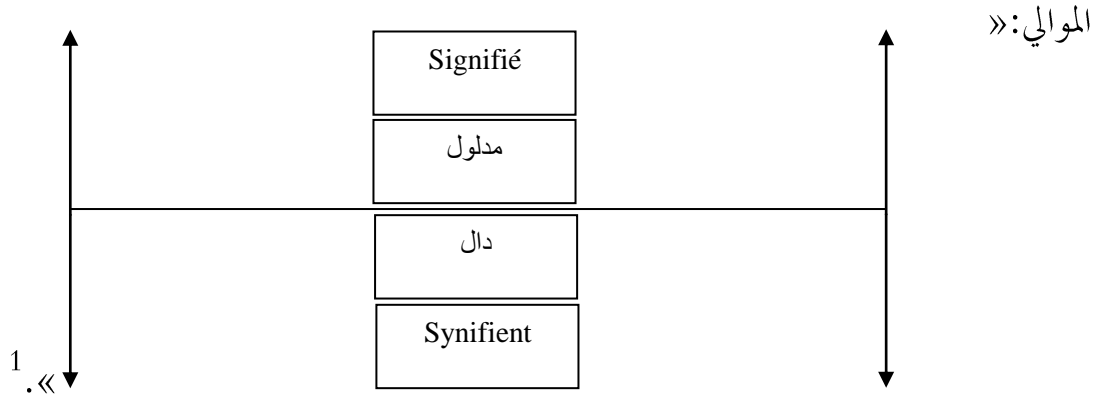 الموالي:«
Signifié
مدلول
دال
Synifient
».1